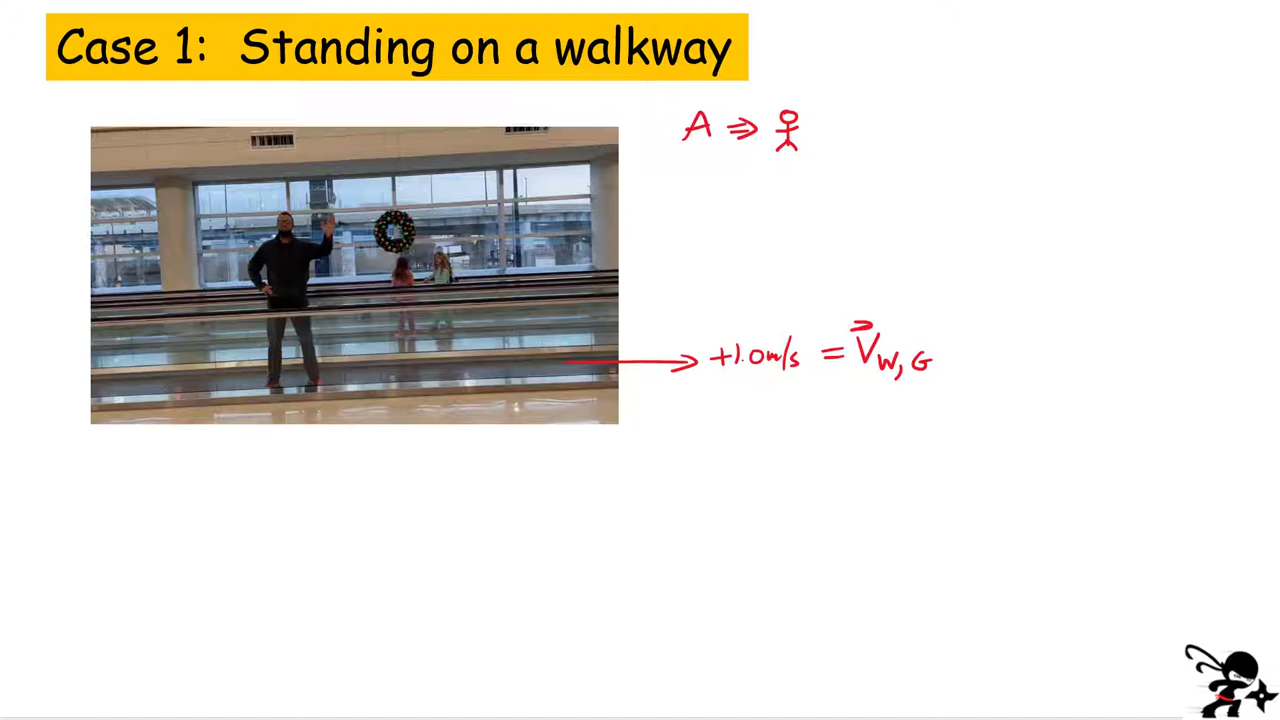 Case 1: Standing on a walkway
A ⇒
+1.0m/s = V⃗W, G